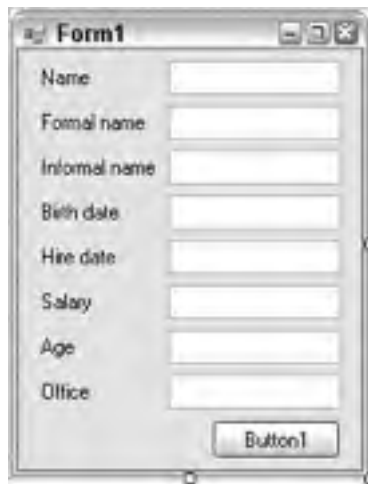 Form1
Name
Formal name
Informal name
Birth date
Hire date
Salary
Age
Office
Button1